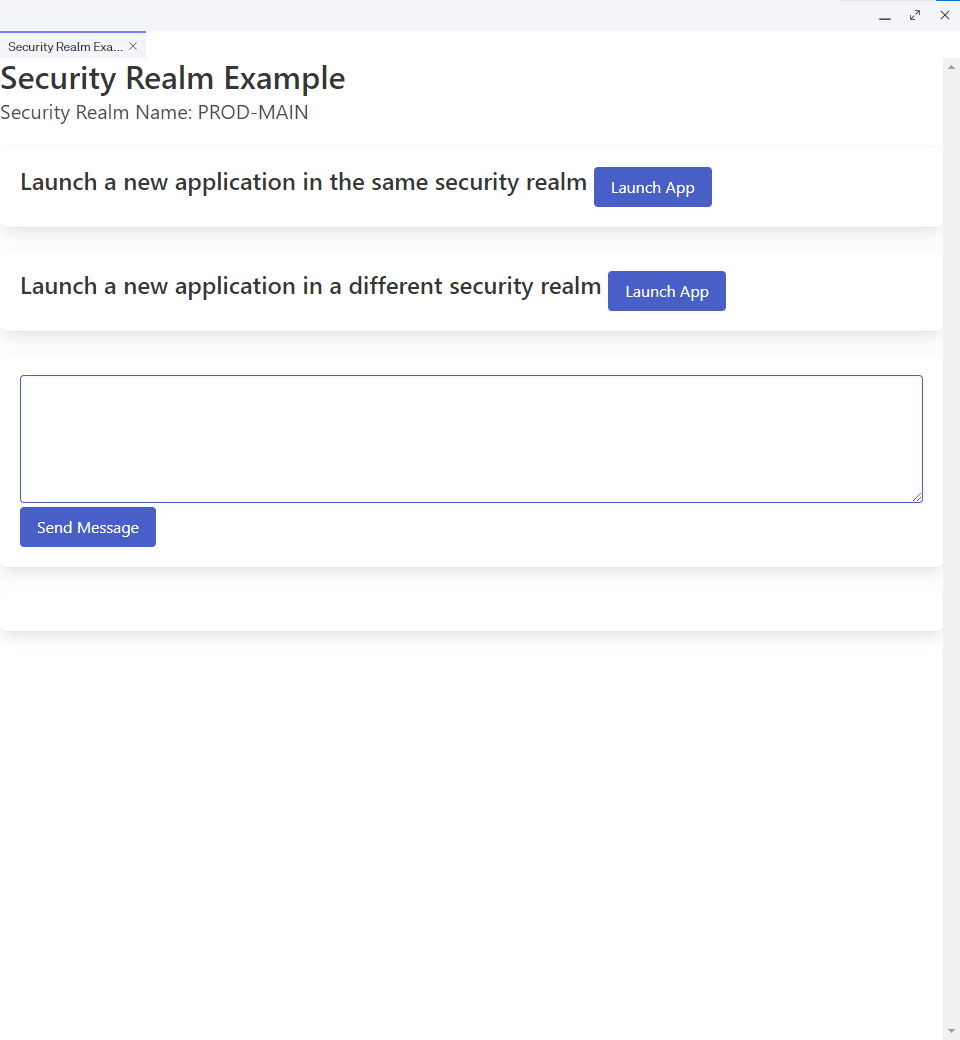 Security Realm Exa...
Security Realm Example
Security Realm Name: PROD-MAIN
Launch a new application in the same security realm Launch App
Launch a new application in a different security realm Launch App
Send Message